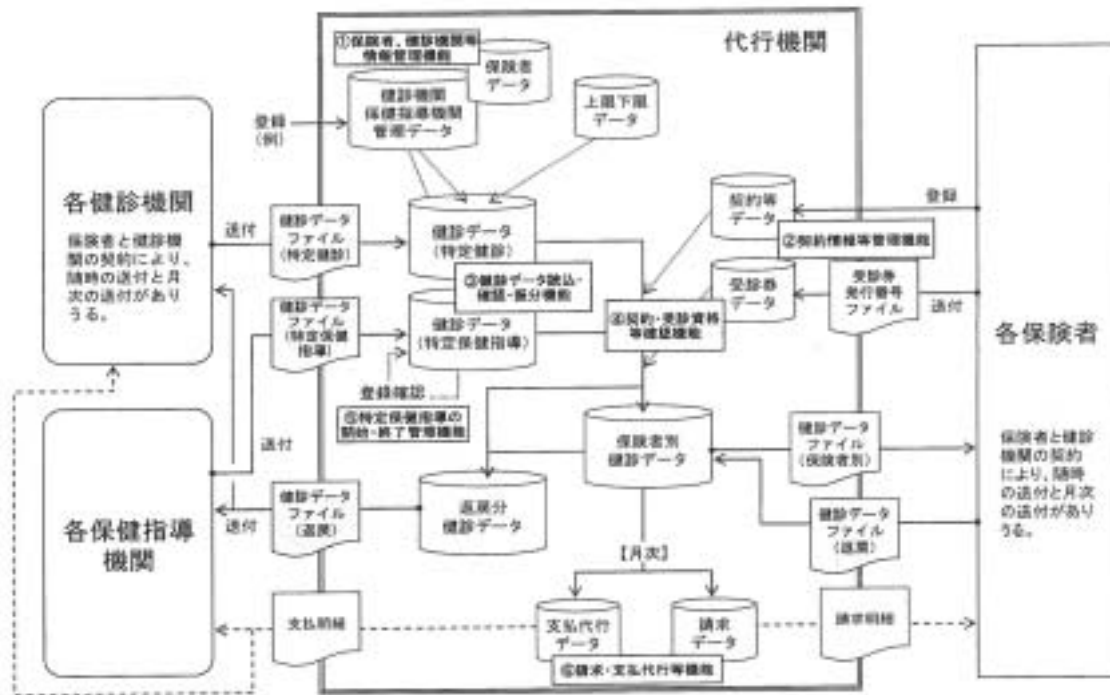 代行機関
①保険者、健診機関等
情報管理機能
保険者
データ
健診機関
保健指導機関
管理データ
上限下限
データ
登録
(例)
各健診機関
保険者と健診機
関の契約により、
随時の送付と月
次の送付があり
うる。
送付
健診データ
ファイル
(特定健診)
健診データ
(特定健診)
契約等
データ
登録
②契約情報等管理機能
③健診データ読込・
確認・振分機能
受診券
データ
受診券
発行番号
ファイル
送付
健診データ
ファイル
(特定保健
指導)
健診データ
(特定保健指導)
④契約・受診資格
等確認機能
各保険者
保険者と健診
機関の契約
により、随時
の送付と月次
の送付があり
うる。
登録確認
⑤特定保健指導の
開始・終了管理機能
送付
保険者別
健診データ
健診データ
ファイル
(保険者別)
各保健指導
機関
送付
健診データ
ファイル
(返戻)
返戻分
健診データ
健診データ
ファイル
(返戻)
【月次】
支払明細
支払代行
データ
請求
データ
請求明細
⑥請求・支払代行等機能